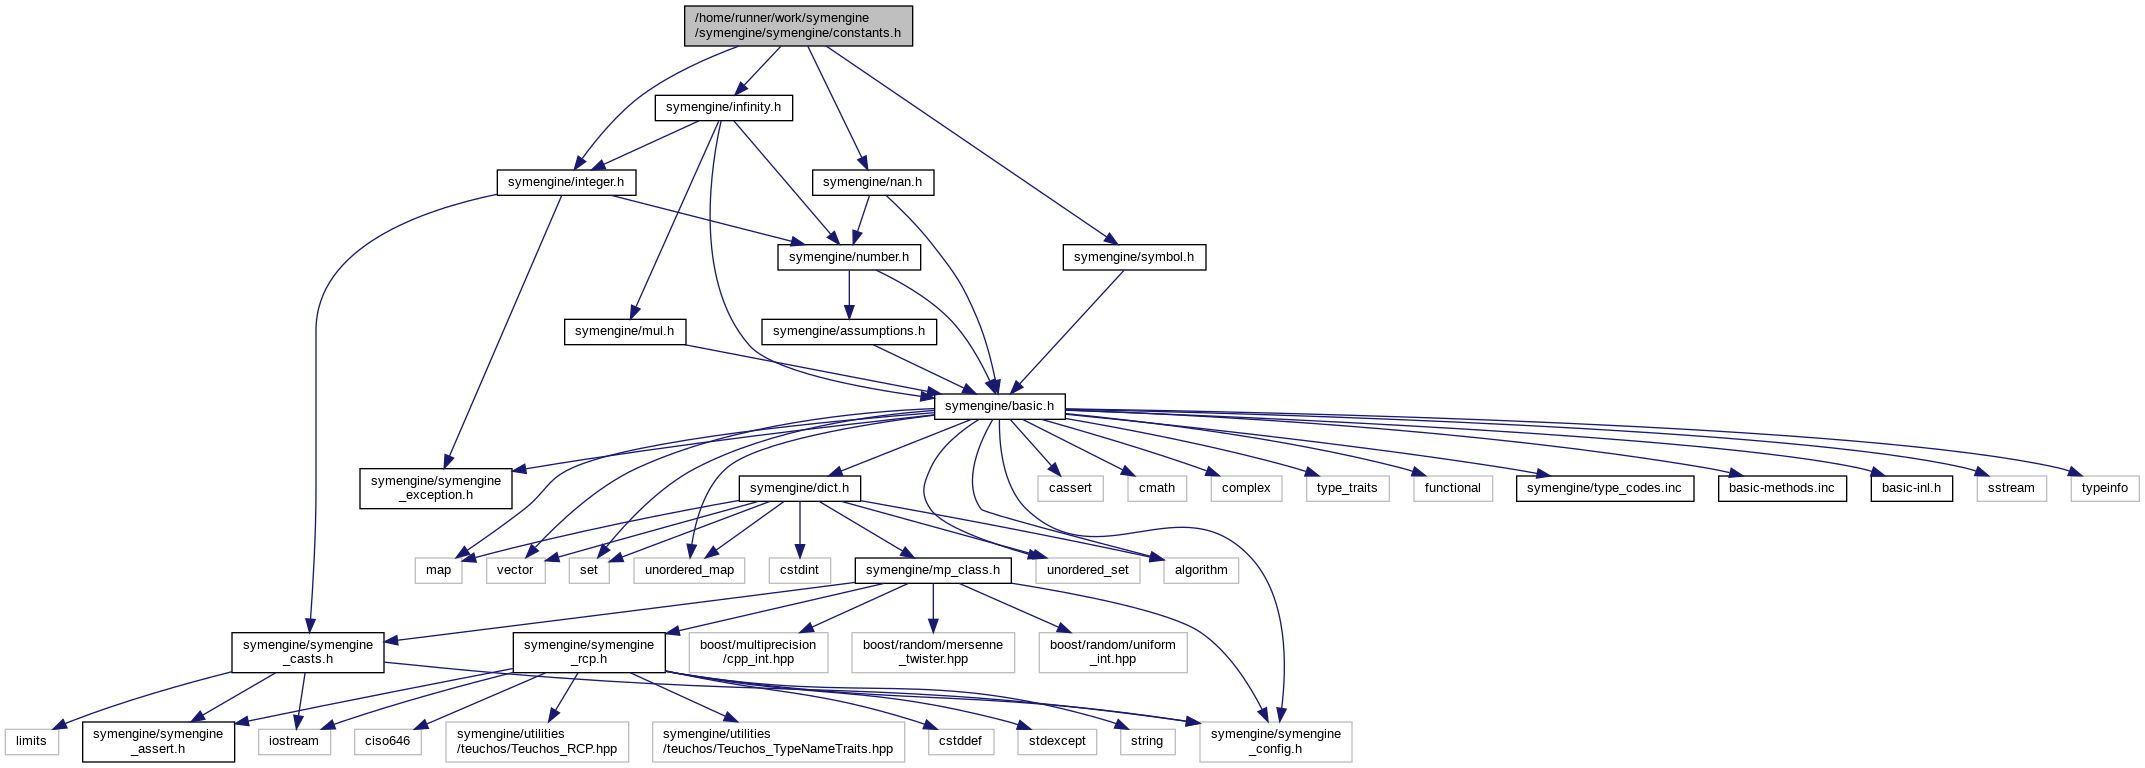 /home/runner/work/symengine
/symengine/symengine/constants.h
symengine/infinity.h
symengine/integer.h
symengine/nan.h
symengine/number.h
symengine/symbol.h
symengine/mul.h
symengine/assumptions.h
symengine/basic.h
symengine/symengine
_exception.h
symengine/dict.h
cassert
cmath
complex
type_traits
functional
symengine/type_codes.inc
basic-methods.inc
basic-inl.h
sstream
typeinfo
map
vector
set
unordered_map
cstdint
symengine/mp_class.h
unordered_set
algorithm
symengine/symengine
_casts.h
symengine/symengine
_rcp.h
boost/multiprecision
/cpp_int.hpp
boost/random/mersenne
_twister.hpp
boost/random/uniform
_int.hpp
limits
symengine/symengine
_assert.h
iostream
ciso646
symengine/utilities
/teuchos/Teuchos_RCP.hpp
symengine/utilities
/teuchos/Teuchos_TypeNameTraits.hpp
cstddef
stdexcept
string
symengine/symengine
_config.h